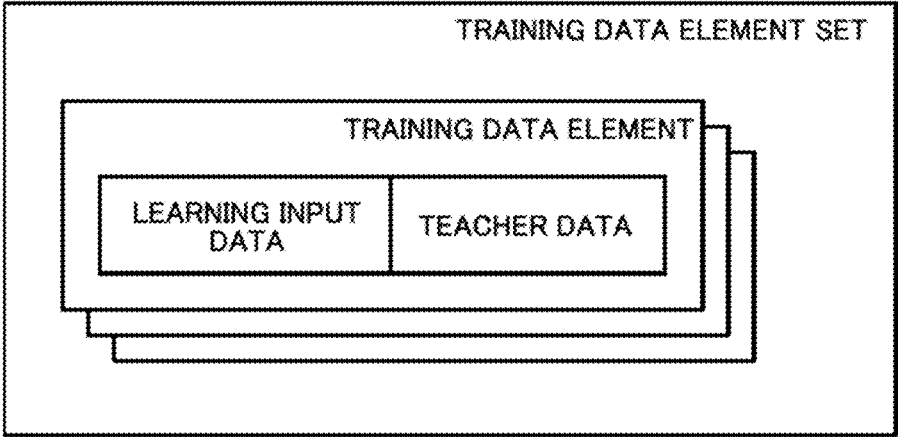 TRAINING DATA ELEMENT SET
TRAINING DATA ELEMENT
LEARNING INPUT
DATA
TEACHER DATA